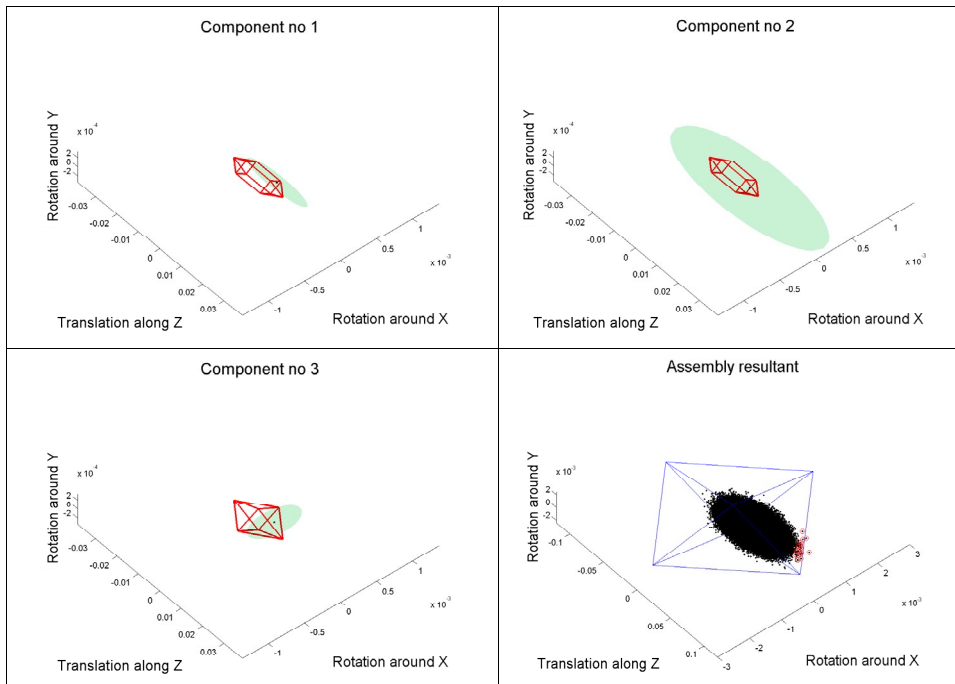 Component no 1
Rotation around Y
x 10⁻⁴
2
0
-2
-0.03
-0.02
-0.01
0
0.01
0.02
0.03
Translation along Z
-1
-0.5
0
0.5
1
x 10⁻³
Rotation around X
Component no 2
Rotation around Y
x 10⁻⁴
2
0
-2
-0.03
-0.02
-0.01
0
0.01
0.02
0.03
Translation along Z
-1
-0.5
0
0.5
1
x 10⁻³
Rotation around X
Component no 3
Rotation around Y
x 10⁻⁴
2
0
-2
-0.03
-0.02
-0.01
0
0.01
0.02
0.03
Translation along Z
-1
-0.5
0
0.5
1
x 10⁻³
Rotation around X
Assembly resultant
Rotation around Y
x 10⁻³
2
0
-2
-0.1
-0.05
0
0.05
0.1
Translation along Z
-3
-2
-1
0
1
2
3
x 10⁻³
Rotation around X